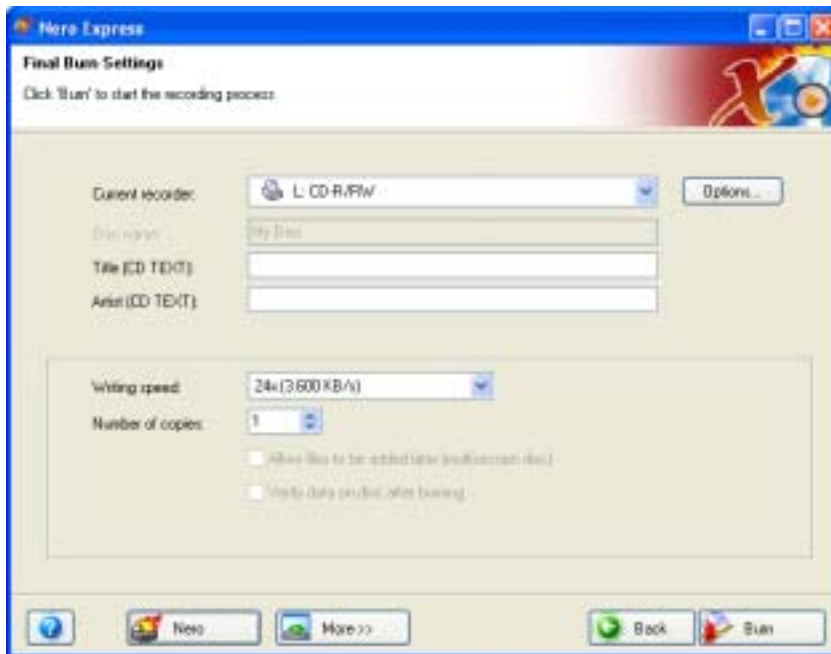 Nero Express
Final Burn Settings
Click 'Burn' to start the recording process
Current recorder:
L: CD-R/RW
Options...
Disc name:
My Disc
Title (CD TEXT):
Artist (CD TEXT):
Writing speed:
24x (3.600 KB/s)
Number of copies:
1
Allow files to be added later (multisession disc)
Verify data on disc after burning
Nero
More >>
Back
Burn